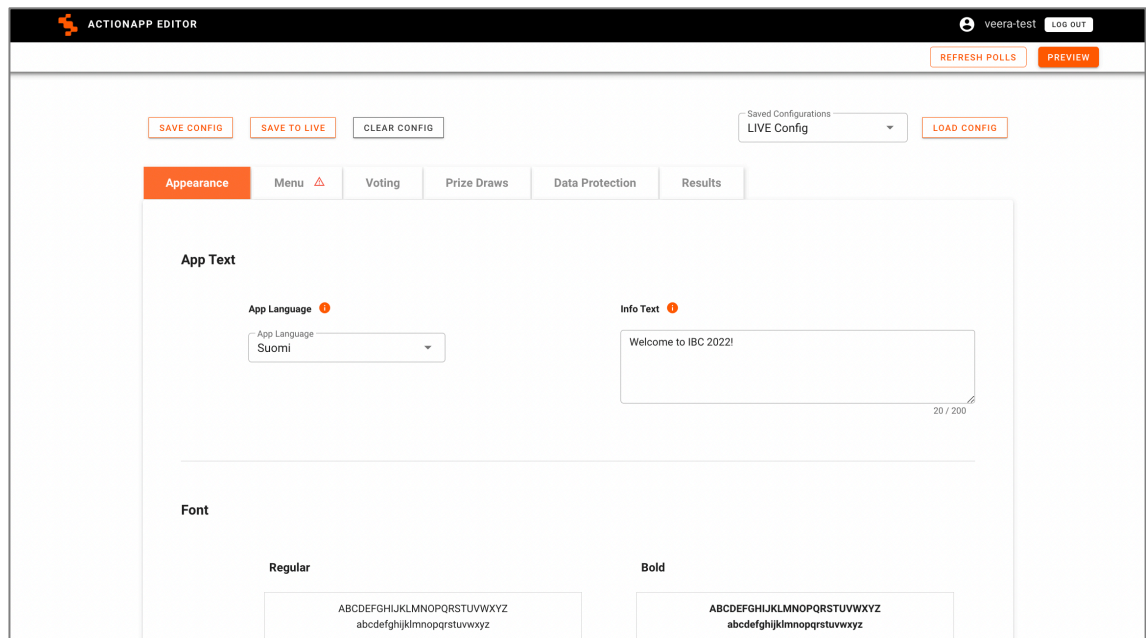 ACTIONAPP EDITOR
veera-test
LOG OUT
REFRESH POLLS
PREVIEW
SAVE CONFIG
SAVE TO LIVE
CLEAR CONFIG
Saved Configurations
LIVE Config
LOAD CONFIG
Appearance
Menu
Voting
Prize Draws
Data Protection
Results
App Text
App Language
Info Text
App Language
Suomi
Welcome to IBC 2022!
20 / 200
Font
Regular
Bold
ABCDEFGHIJKLMNOPQRSTUVWXYZ
abcdefghijklmnopqrstuvwxyz
ABCDEFGHIJKLMNOPQRSTUVWXYZ
abcdefghijklmnopqrstuvwxyz